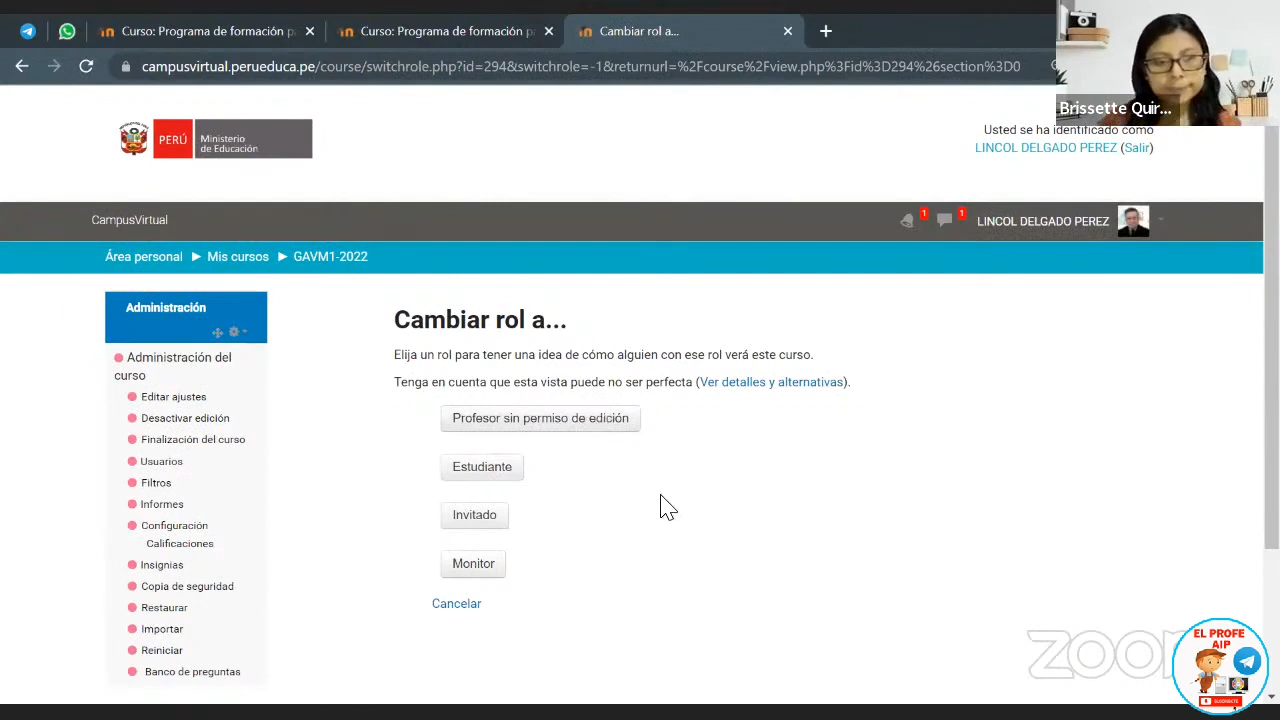 Curso: Programa de formación pa
Curso: Programa de formación pa
Cambiar rol a...
campusvirtual.perueduca.pe/course/switchrole.php?id=294&switchrole=-1&returnurl=%2Fcourse%2Fview.php%3Fid%3D294%26section%3D0
Brissette Quir...
PERÚ
Ministerio
de Educación
Usted se ha identificado como
LINCOL DELGADO PEREZ (Salir)
CampusVirtual
1
1
LINCOL DELGADO PEREZ
Área personal ► Mis cursos ► GAVM1-2022
Administración
Administración del
curso
Editar ajustes
Desactivar edición
Finalización del curso
Usuarios
Filtros
Informes
Configuración
Calificaciones
Insignias
Copia de seguridad
Restaurar
Importar
Reiniciar
Banco de preguntas
Cambiar rol a...
Elija un rol para tener una idea de cómo alguien con ese rol verá este curso.
Tenga en cuenta que esta vista puede no ser perfecta (Ver detalles y alternativas).
Profesor sin permiso de edición
Estudiante
Invitado
Monitor
Cancelar
zoom
EL PROFE
AIP